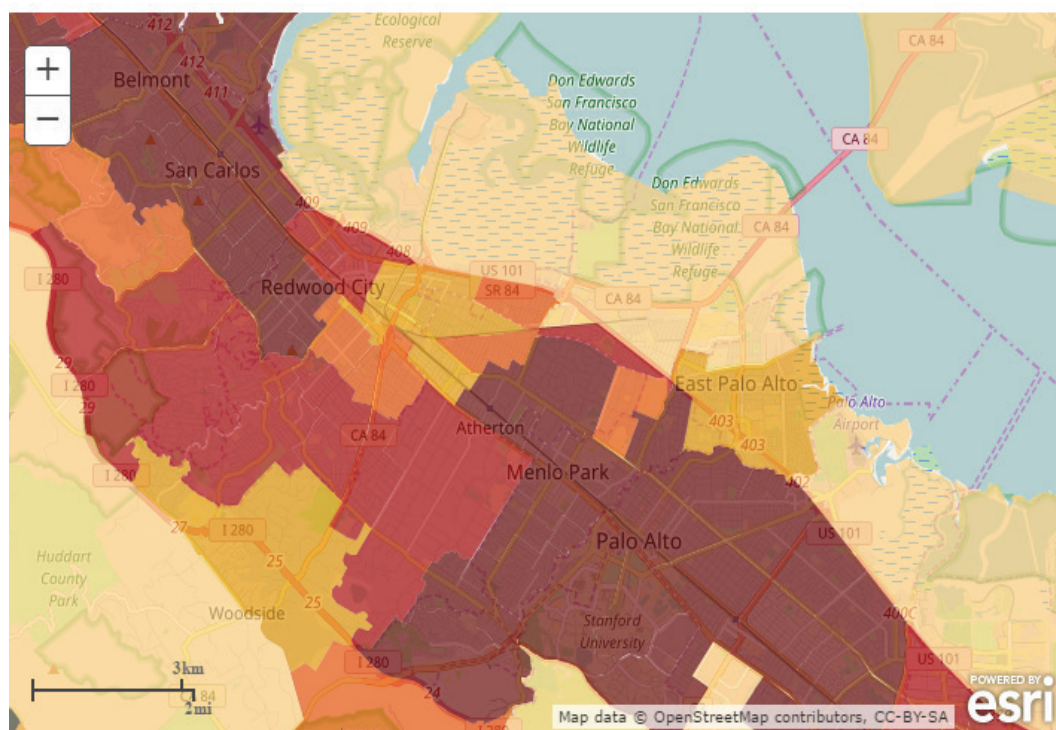 412
Ecological
Reserve
CA 84
+
Belmont
412
Don Edwards
San Francisco
Bay National
Wildlife
Refuge
411
−
CA 84
San Carlos
Don Edwards
San Francisco
Bay National
Wildlife
Refuge
409
409
CA 84
408
I 280
US 101
Redwood City
SR 84
CA 84
29
I 280
29
East Palo Alto
Palo Alto
Airport
403
403
Atherton
CA 84
Menlo Park
I 280
402
27
I 280
US 101
Palo Alto
25
Huddart
County
Park
25
Woodside
Stanford
University
400C
I 280
US 101
3km
CA 84
2mi
24
POWERED BY
esri
Map data © OpenStreetMap contributors, CC-BY-SA
I 280